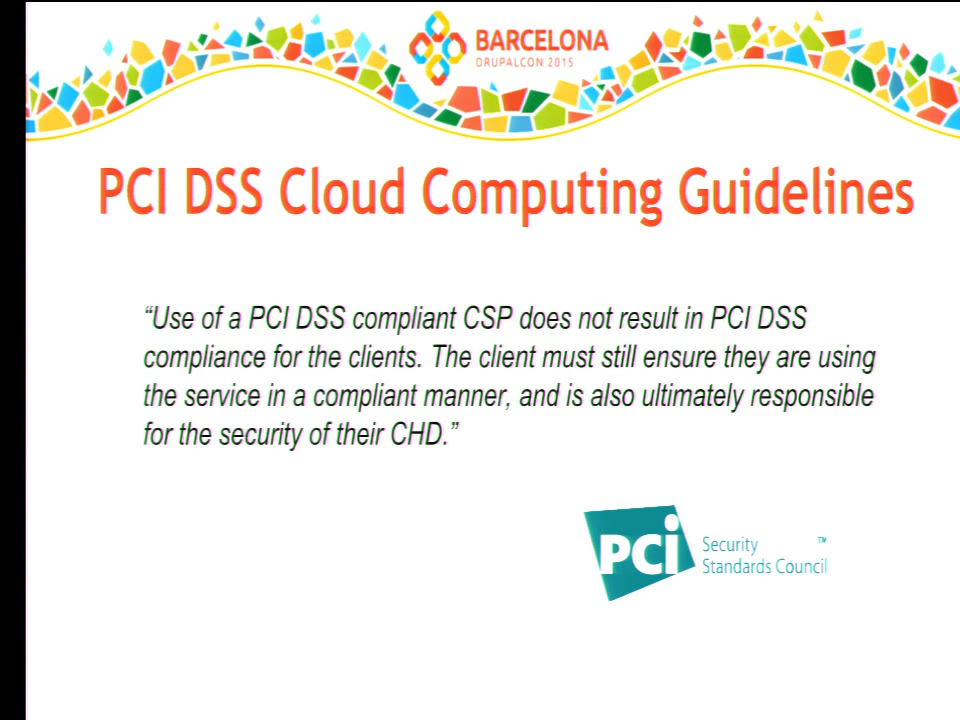 BARCELONA
DRUPALCON 2015
PCI DSS Cloud Computing Guidelines
“Use of a PCI DSS compliant CSP does not result in PCI DSS
compliance for the clients. The client must still ensure they are using
the service in a compliant manner, and is also ultimately responsible
for the security of their CHD.”
PCi
Security ™
Standards Council